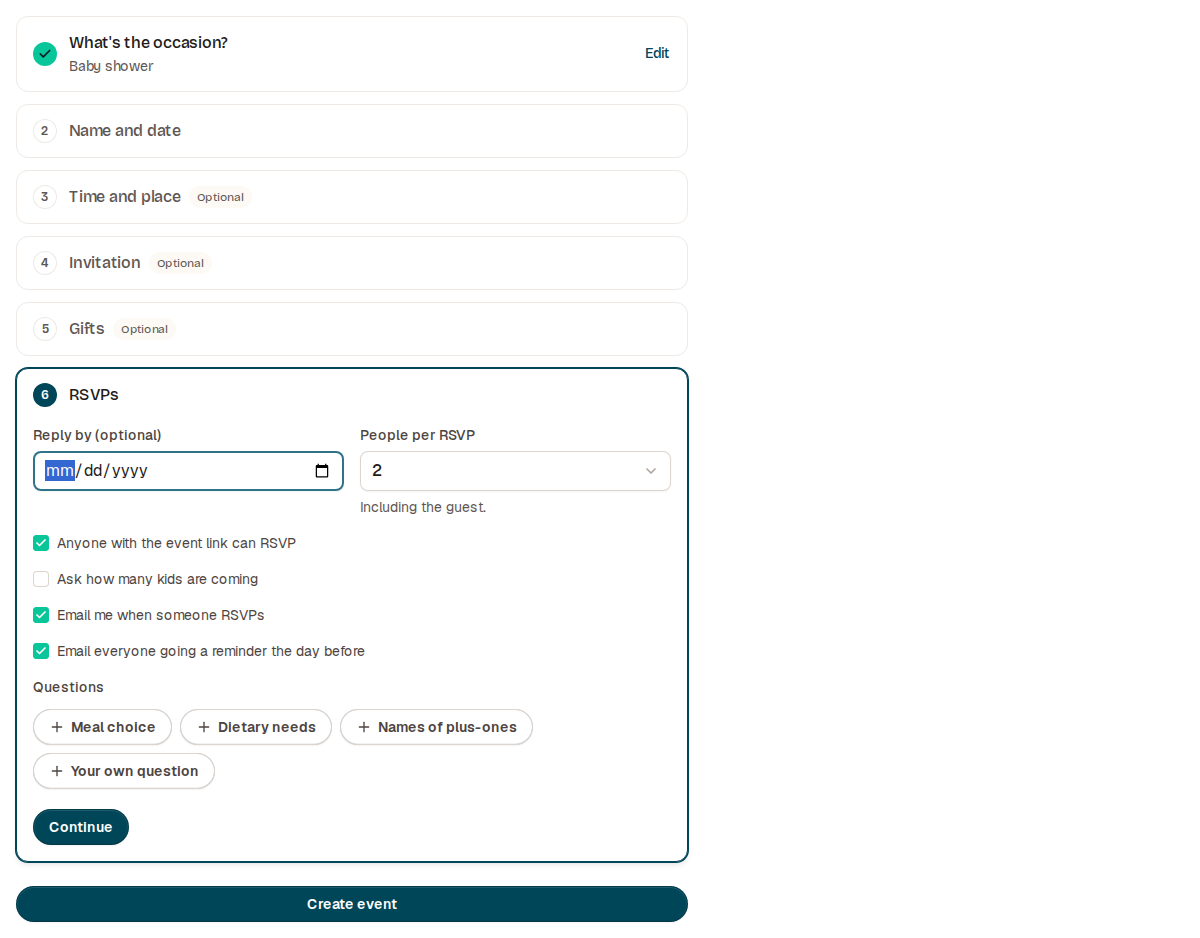 What's the occasion?
Baby shower
Edit
2 Name and date
3 Time and place Optional
4 Invitation Optional
5 Gifts Optional
6 RSVPs
Reply by (optional) People per RSVP
mm/dd/yyyy 2
Including the guest.
Anyone with the event link can RSVP
Ask how many kids are coming
Email me when someone RSVPs
Email everyone going a reminder the day before
Questions
+ Meal choice + Dietary needs + Names of plus-ones
+ Your own question
Continue
Create event